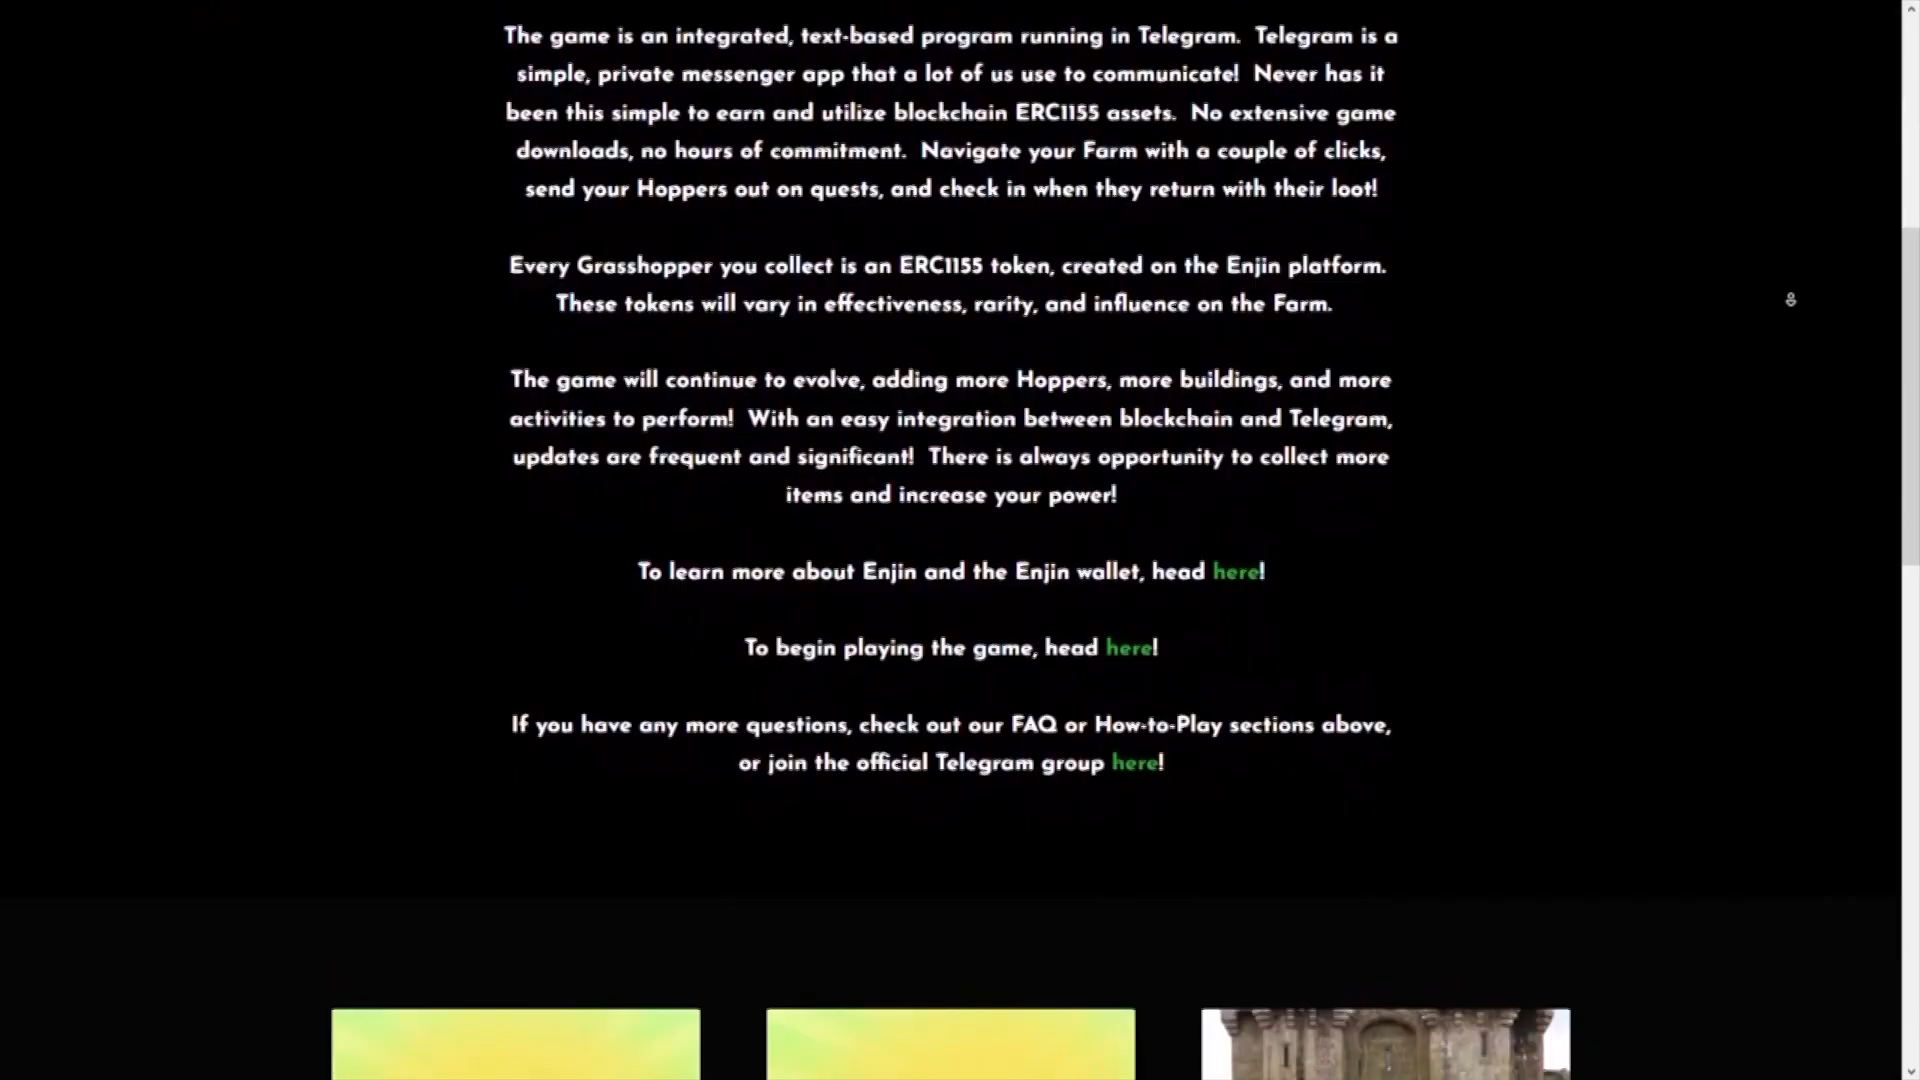 The game is an integrated, text-based program running in Telegram. Telegram is a
simple, private messenger app that a lot of us use to communicate! Never has it
been this simple to earn and utilize blockchain ERC1155 assets. No extensive game
downloads, no hours of commitment. Navigate your Farm with a couple of clicks,
send your Hoppers out on quests, and check in when they return with their loot!
Every Grasshopper you collect is an ERC1155 token, created on the Enjin platform.
These tokens will vary in effectiveness, rarity, and influence on the Farm.
The game will continue to evolve, adding more Hoppers, more buildings, and more
activities to perform! With an easy integration between blockchain and Telegram,
updates are frequent and significant! There is always opportunity to collect more
items and increase your power!
To learn more about Enjin and the Enjin wallet, head here!
To begin playing the game, head here!
If you have any more questions, check out our FAQ or How-to-Play sections above,
or join the official Telegram group here!